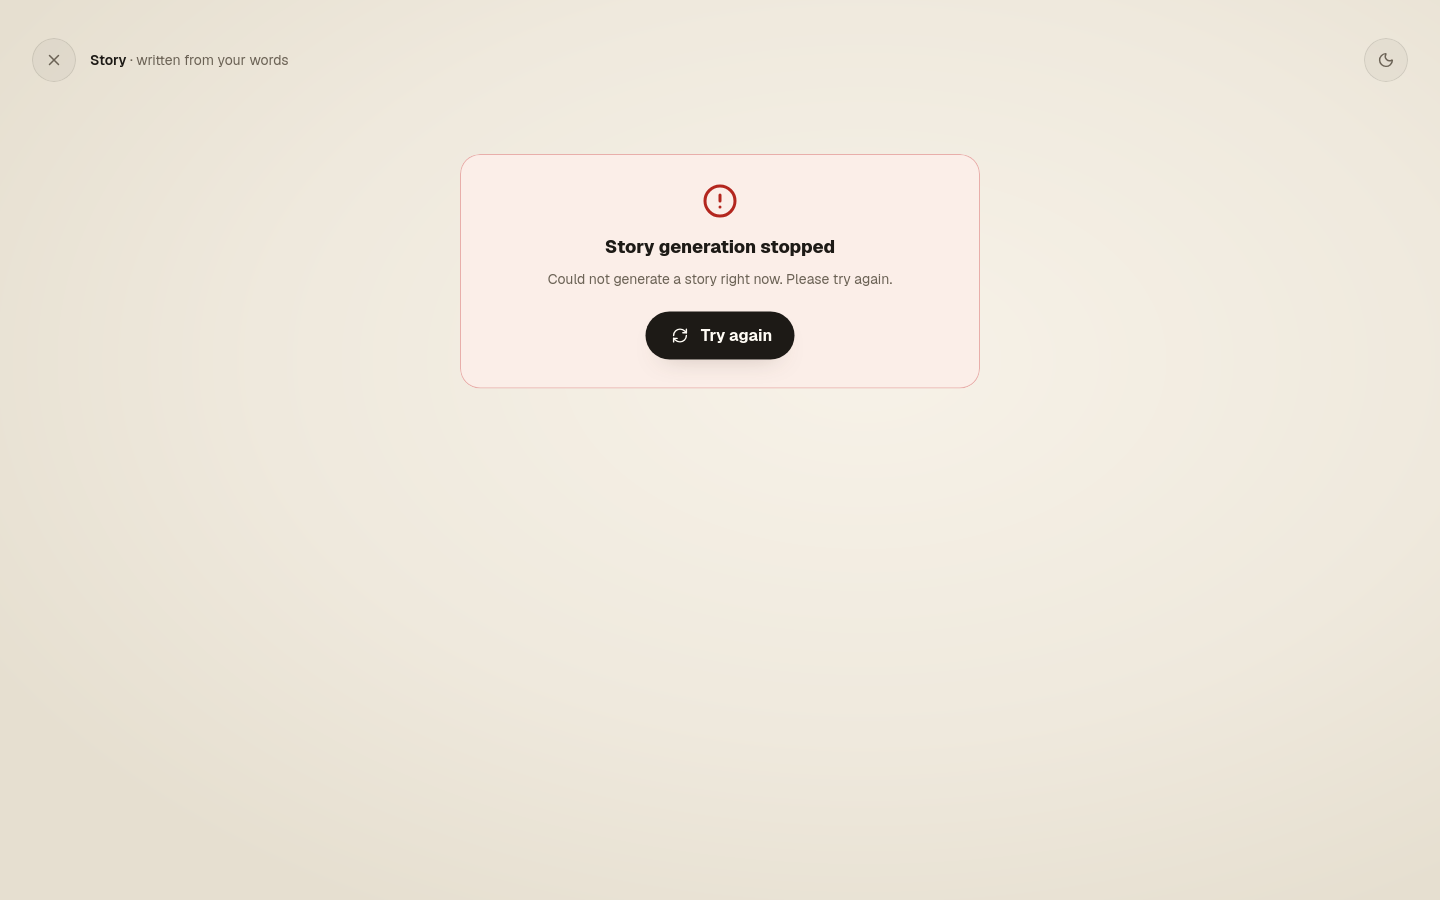 Story · written from your words
Story generation stopped
Could not generate a story right now. Please try again.
Try again